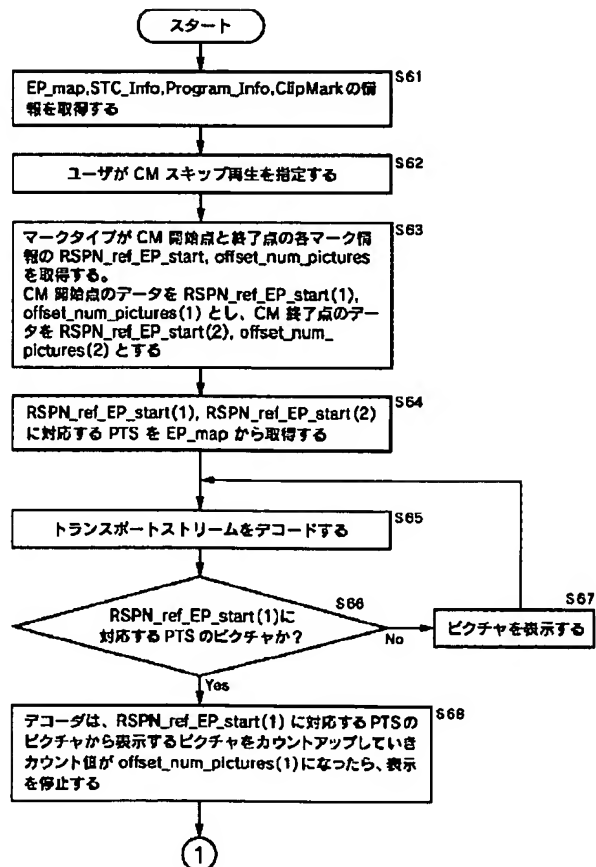 スタート
S61
EP_map,STC_Info,Program_Info,ClipMarkの情
報を取得する
S62
ユーザが CM スキップ再生を指定する
S63
マークタイプが CM 開始点と終了点の各マーク情
報の RSPN_ref_EP_start, offset_num_pictures
を取得する。
CM 開始点のデータを RSPN_ref_EP_start(1),
offset_num_pictures(1) とし、CM 終了点のデー
タを RSPN_ref_EP_start(2), offset_num_
pictures(2) とする
S64
RSPN_ref_EP_start(1), RSPN_ref_EP_start(2)
に対応する PTS を EP_map から取得する
S65
トランスポートストリームをデコードする
S66
RSPN_ref_EP_start(1)に
対応する PTS のピクチャか?
No
S67
ピクチャを表示する
Yes
S68
デコーダは、RSPN_ref_EP_start(1) に対応する PTS の
ピクチャから表示するピクチャをカウントアップしていき
カウント値が offset_num_pictures(1) になったら、表示
を停止する
1